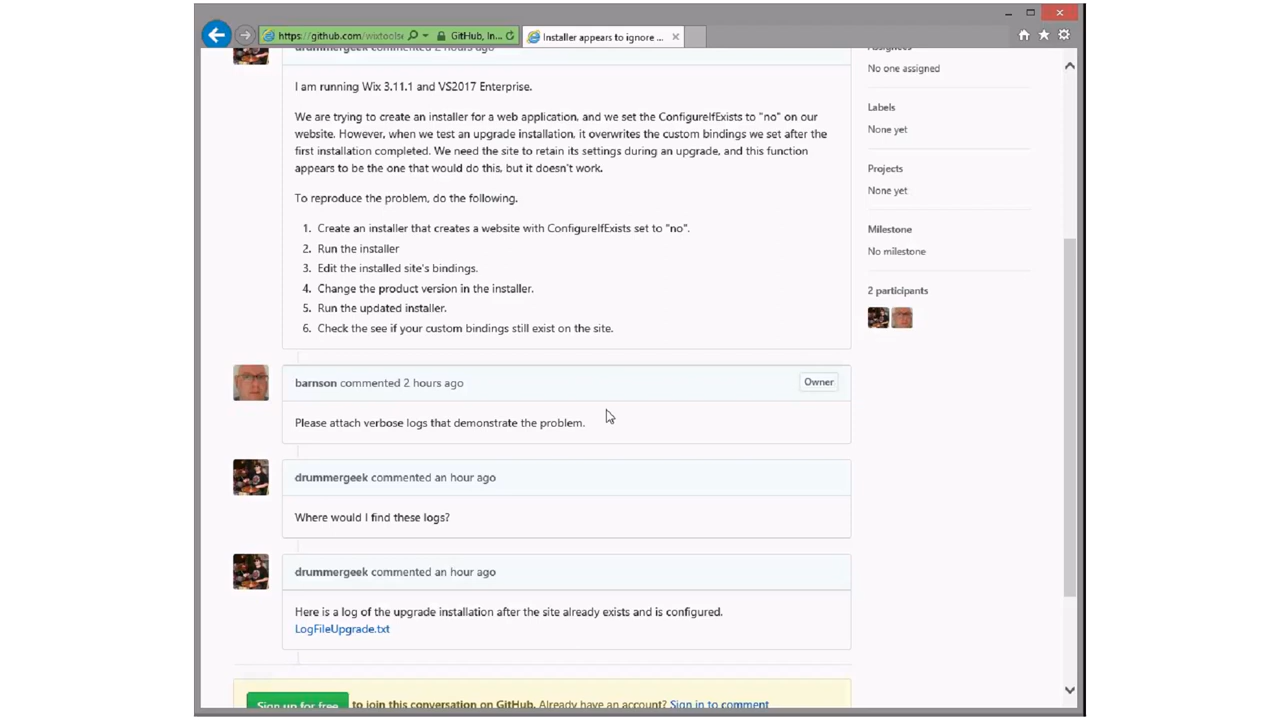 https://github.com/wixtoolse
GitHub, In...
Installer appears to ignore ...
drummergeek commented 2 hours ago
Assignees
No one assigned
I am running Wix 3.11.1 and VS2017 Enterprise.
Labels
None yet
We are trying to create an installer for a web application, and we set the ConfigureIfExists to "no" on our
website. However, when we test an upgrade installation, it overwrites the custom bindings we set after the
first installation completed. We need the site to retain its settings during an upgrade, and this function
appears to be the one that would do this, but it doesn't work.
Projects
None yet
To reproduce the problem, do the following.
1. Create an installer that creates a website with ConfigureIfExists set to "no".
2. Run the installer
3. Edit the installed site's bindings.
4. Change the product version in the installer.
5. Run the updated installer.
6. Check the see if your custom bindings still exist on the site.
Milestone
No milestone
2 participants
barnson commented 2 hours ago
Owner
Please attach verbose logs that demonstrate the problem.
drummergeek commented an hour ago
Where would I find these logs?
drummergeek commented an hour ago
Here is a log of the upgrade installation after the site already exists and is configured.
LogFileUpgrade.txt
Sign up for free to join this conversation on GitHub. Already have an account? Sign in to comment